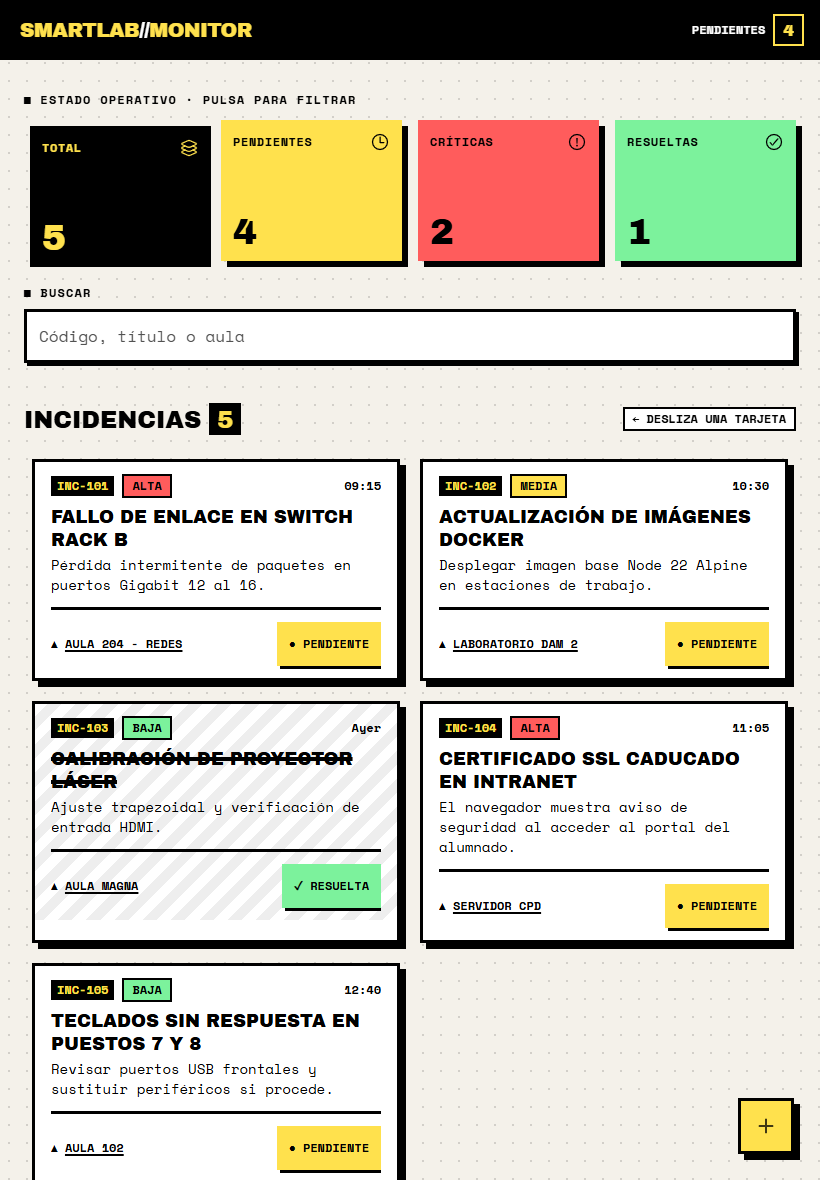 SMARTLAB//MONITOR
PENDIENTES 4
■ ESTADO OPERATIVO · PULSA PARA FILTRAR
TOTAL
5
PENDIENTES
4
CRÍTICAS
2
RESUELTAS
1
■ BUSCAR
Código, título o aula
INCIDENCIAS 5
← DESLIZA UNA TARJETA
INC-101 ALTA 09:15
FALLO DE ENLACE EN SWITCH
RACK B
Pérdida intermitente de paquetes en
puertos Gigabit 12 al 16.
▲ AULA 204 - REDES
● PENDIENTE
INC-102 MEDIA 10:30
ACTUALIZACIÓN DE IMÁGENES
DOCKER
Desplegar imagen base Node 22 Alpine
en estaciones de trabajo.
▲ LABORATORIO DAM 2
● PENDIENTE
INC-103 BAJA Ayer
CALIBRACIÓN DE PROYECTOR
LÁSER
Ajuste trapezoidal y verificación de
entrada HDMI.
▲ AULA MAGNA
✓ RESUELTA
INC-104 ALTA 11:05
CERTIFICADO SSL CADUCADO
EN INTRANET
El navegador muestra aviso de
seguridad al acceder al portal del
alumnado.
▲ SERVIDOR CPD
● PENDIENTE
INC-105 BAJA 12:40
TECLADOS SIN RESPUESTA EN
PUESTOS 7 Y 8
Revisar puertos USB frontales y
sustituir periféricos si procede.
▲ AULA 102
● PENDIENTE
+